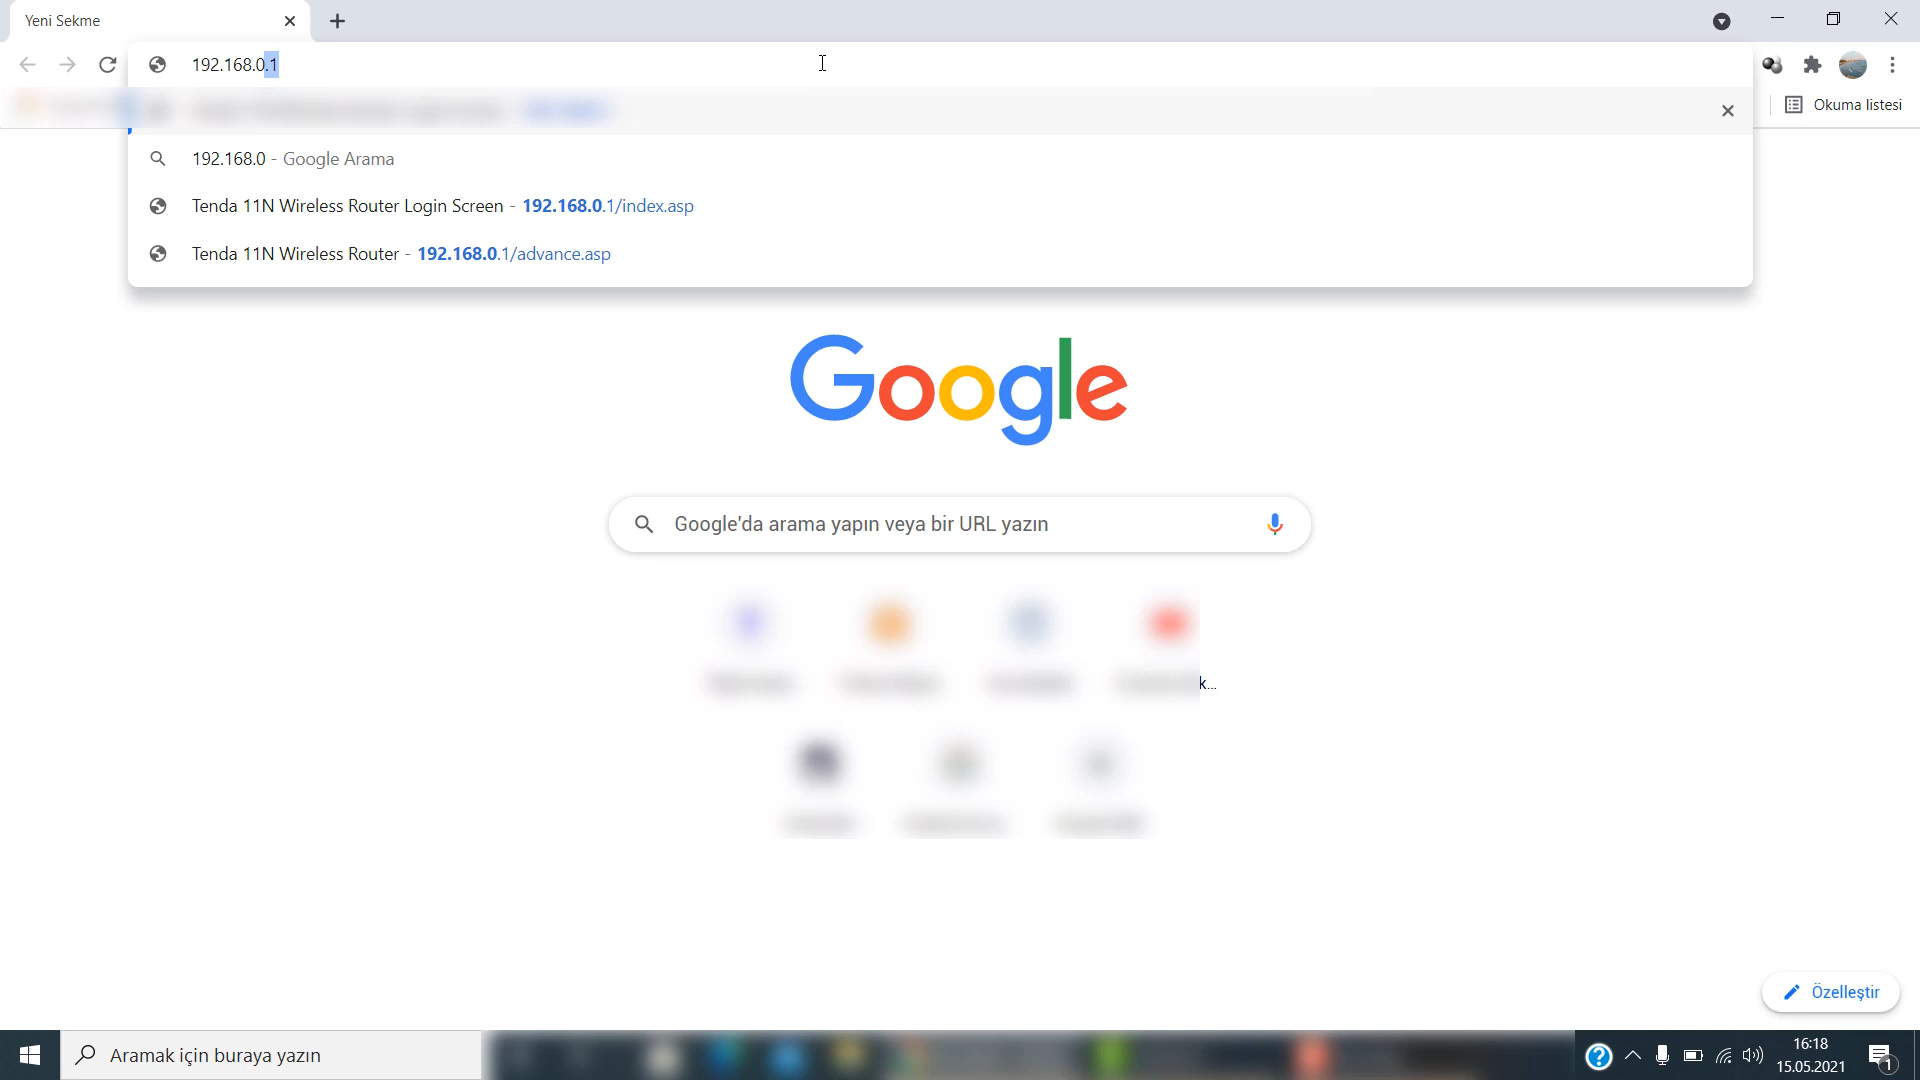 Yeni Sekme
192.168.0.1
Okuma listesi
192.168.0 - Google Arama
Tenda 11N Wireless Router Login Screen - 192.168.0.1/index.asp
Tenda 11N Wireless Router - 192.168.0.1/advance.asp
Google
Google'da arama yapın veya bir URL yazın
k...
Özelleştir
Aramak için buraya yazın
16:18
15.05.2021
1